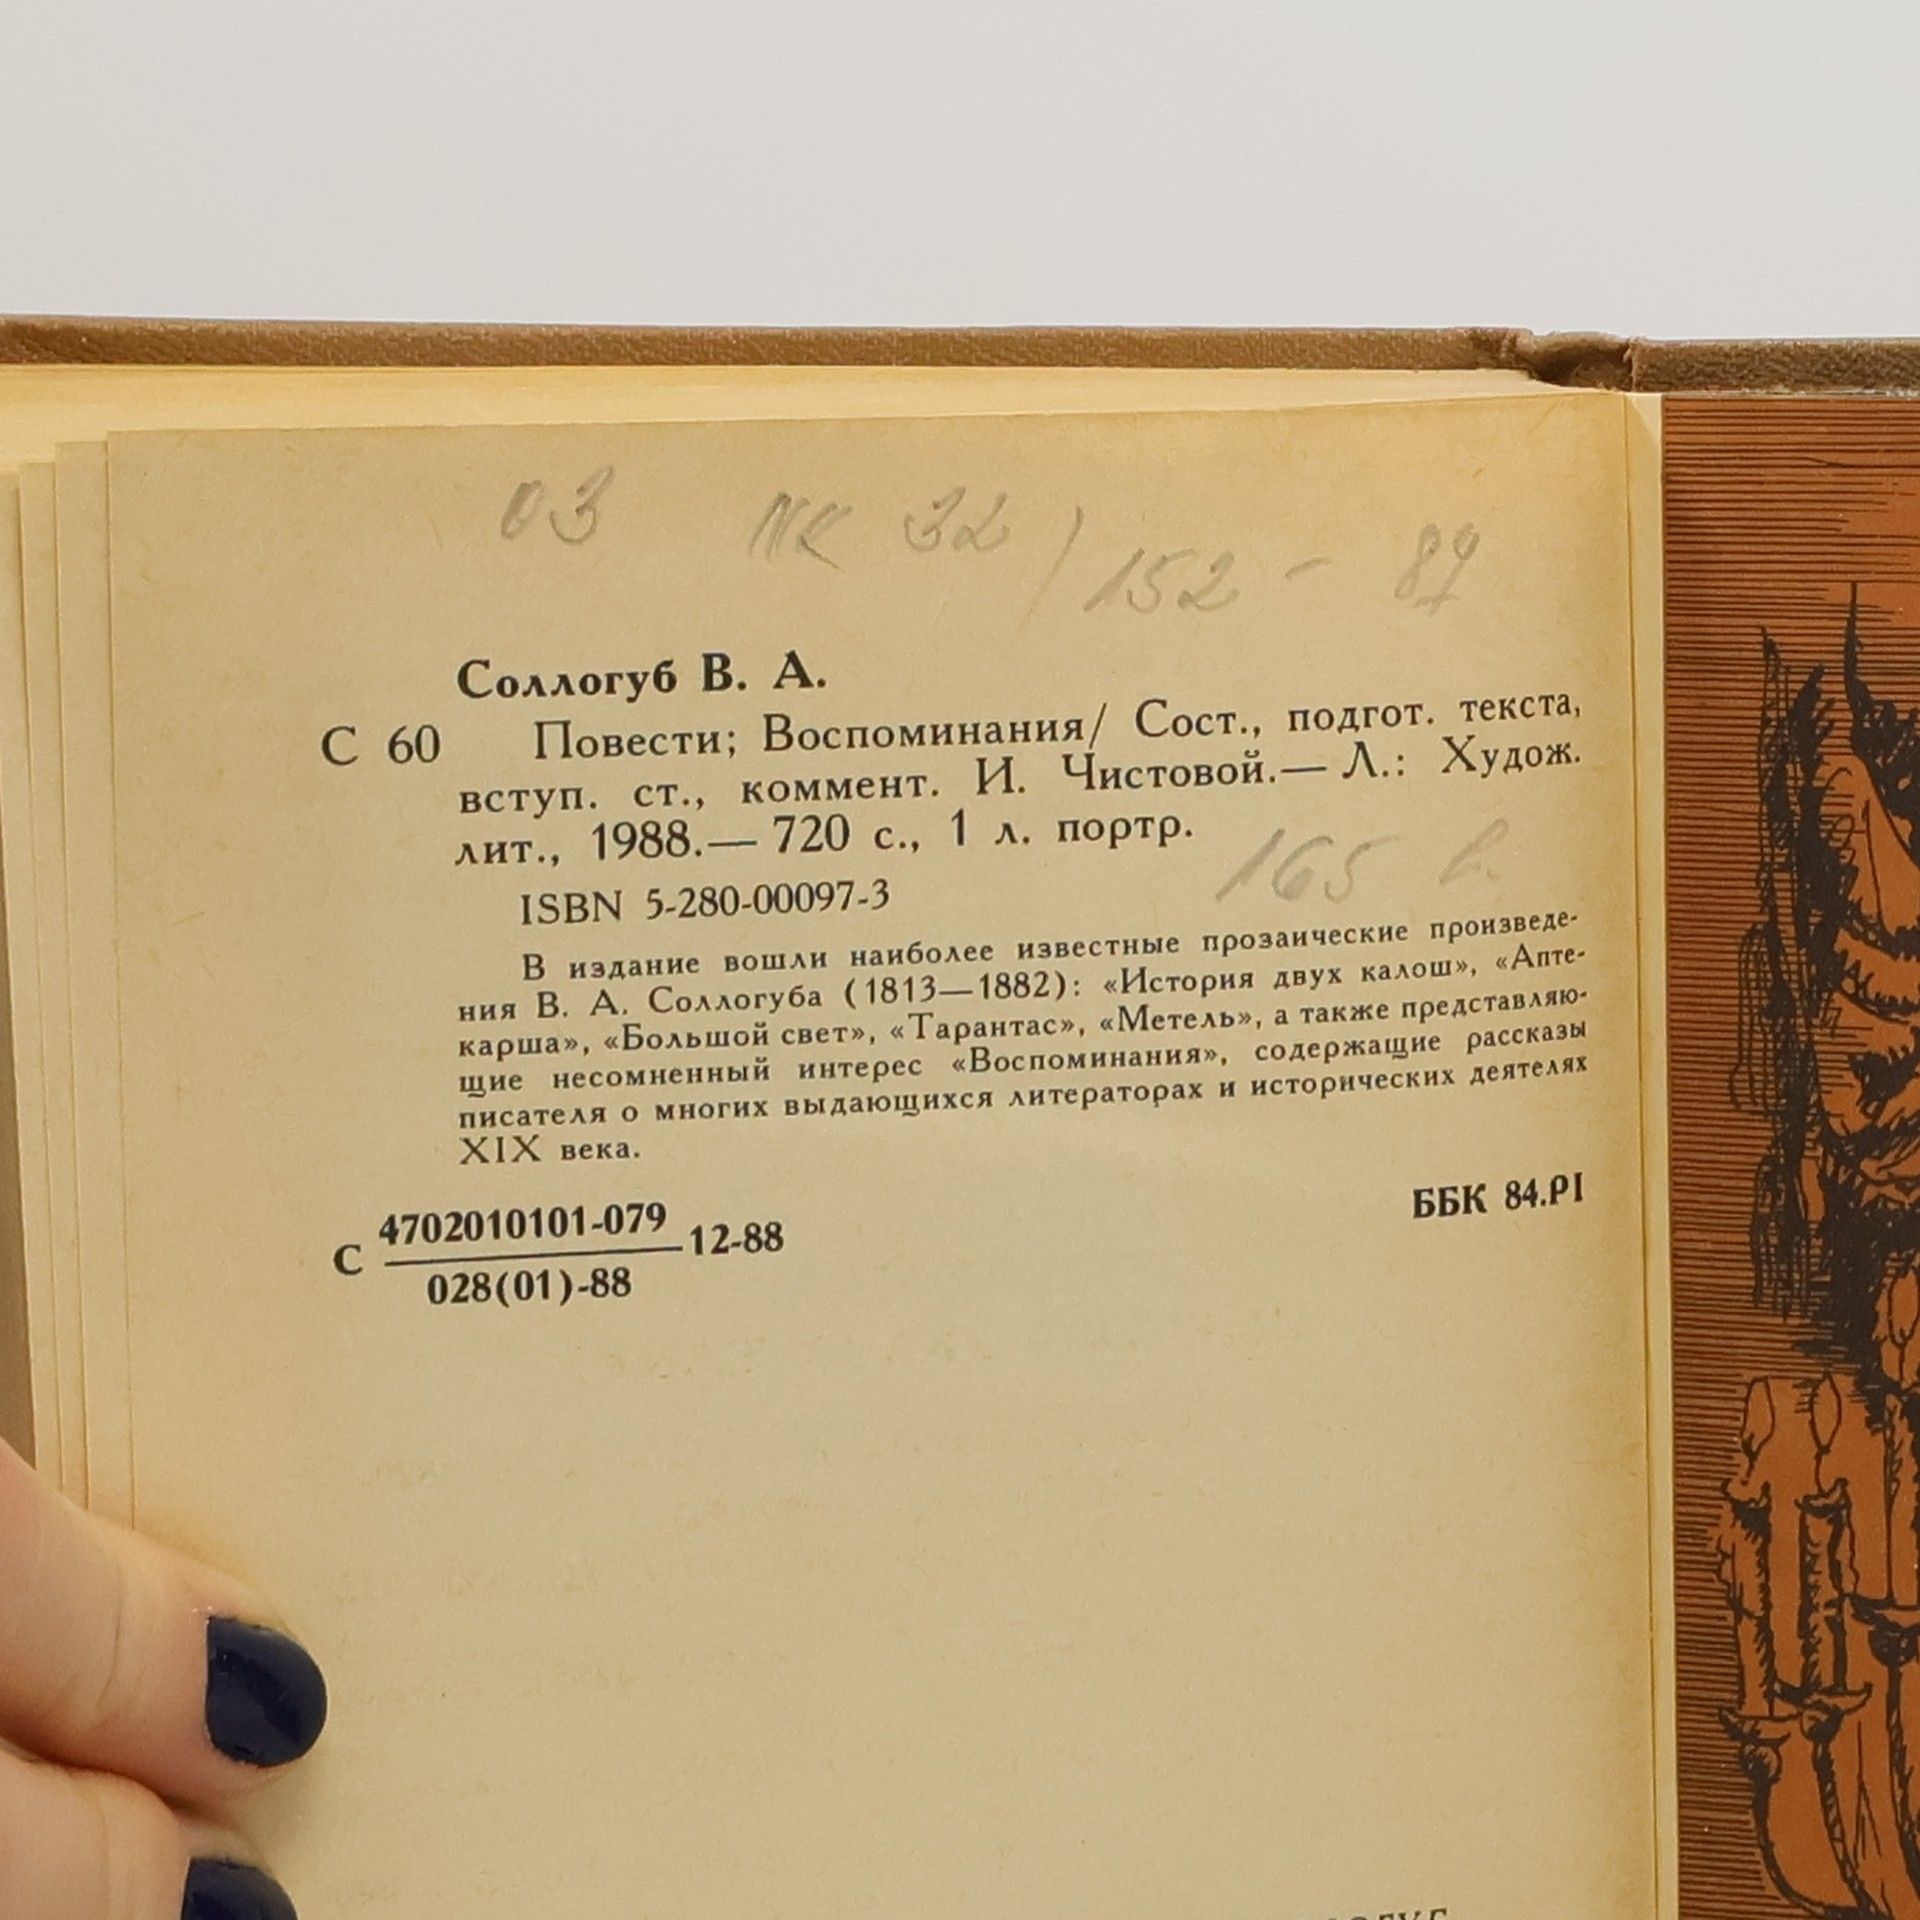 03 NK 32 / 152 - 89
Соллогуб В. А.
С 60 Повести; Воспоминания/ Сост., подгот. текста,
вступ. ст., коммент. И. Чистовой.— Л.: Худож.
лит., 1988.— 720 с., 1 л. портр.
165
ISBN 5-280-00097-3
В издание вошли наиболее известные прозаические произведе-
ния В. А. Соллогуба (1813—1882): «История двух калош», «Апте-
карша», «Большой свет», «Тарантас», «Метель», а также представляю-
щие несомненный интерес «Воспоминания», содержащие рассказы
писателя о многих выдающихся литераторах и исторических деятелях
XIX века.
С 4702010101-079 12-88
028(01)-88
ББК 84.PI